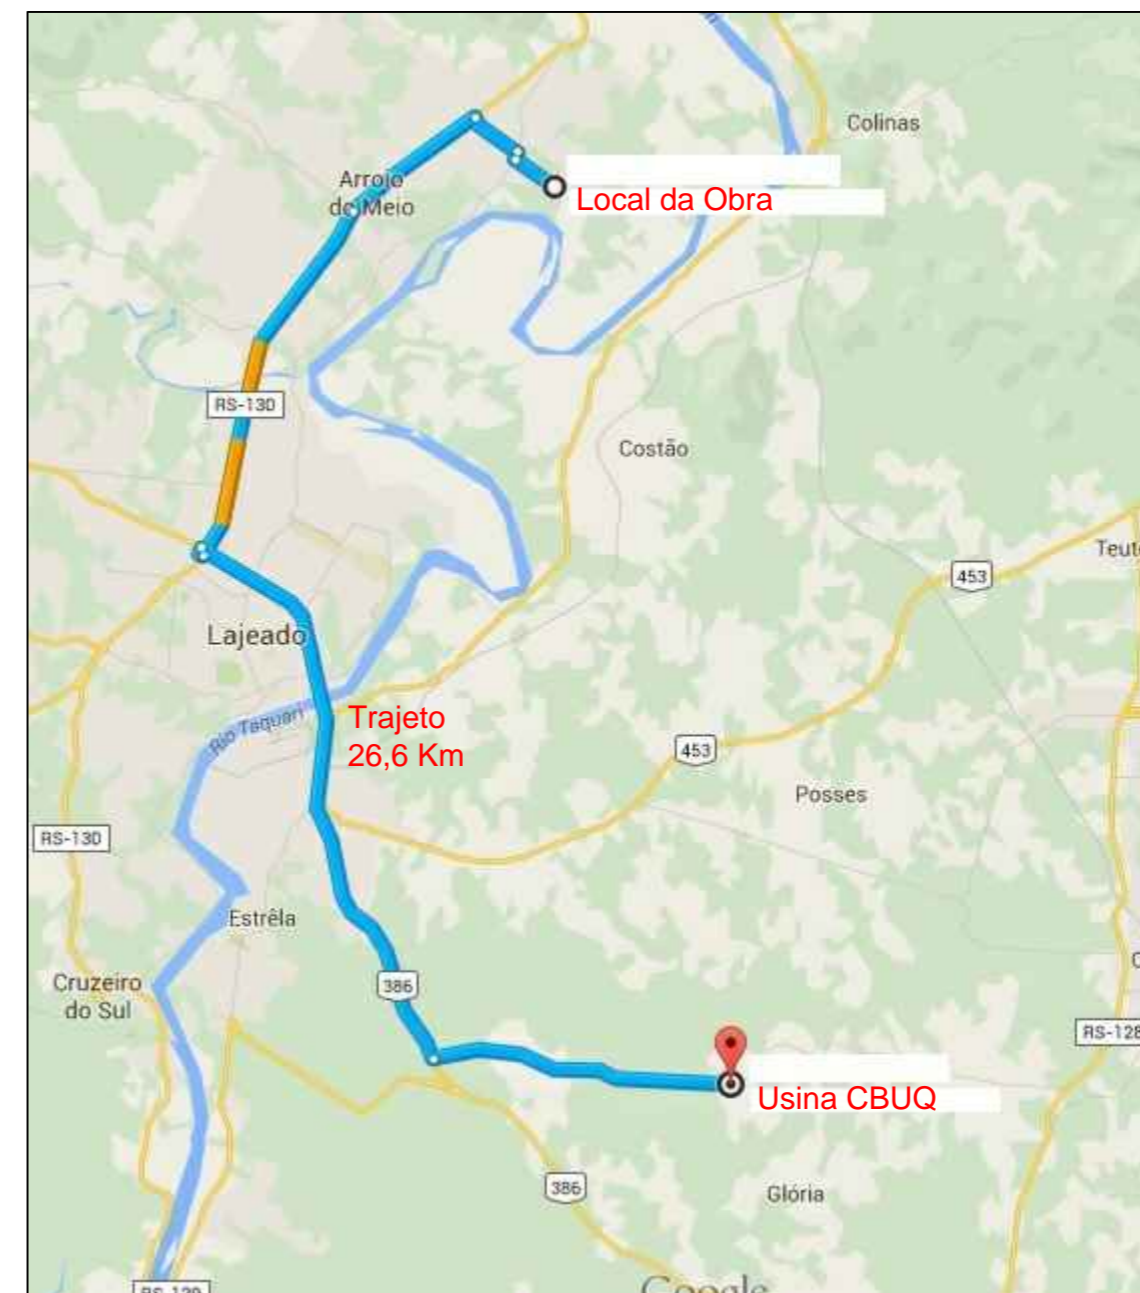 Colinas
Arroio
do Meio
Local da Obra
RS-130
Costão
453
Lajeado
Rio Taquari
Trajeto
26,6 Km
453
Posses
RS-130
Estrêla
386
Cruzeiro
do Sul
RS-128
Usina CBUQ
386
Glória
Google